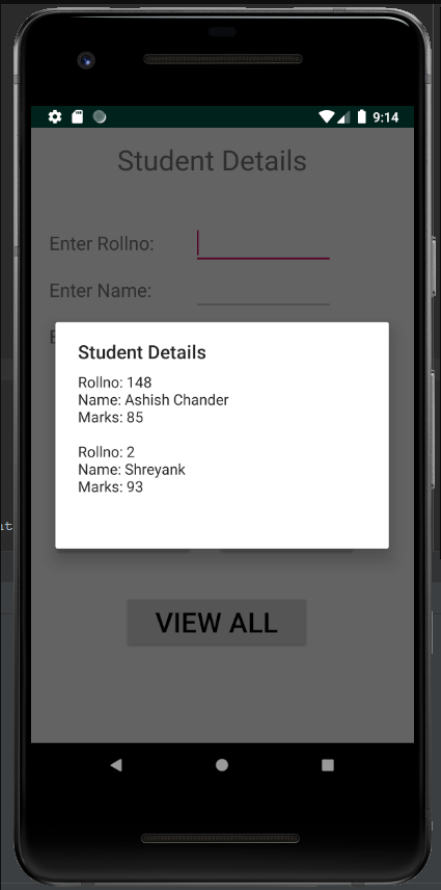 9:14
Student Details
Enter Rollno:
Enter Name:
Student Details
Rollno: 148
Name: Ashish Chander
Marks: 85
Rollno: 2
Name: Shreyank
Marks: 93
VIEW ALL